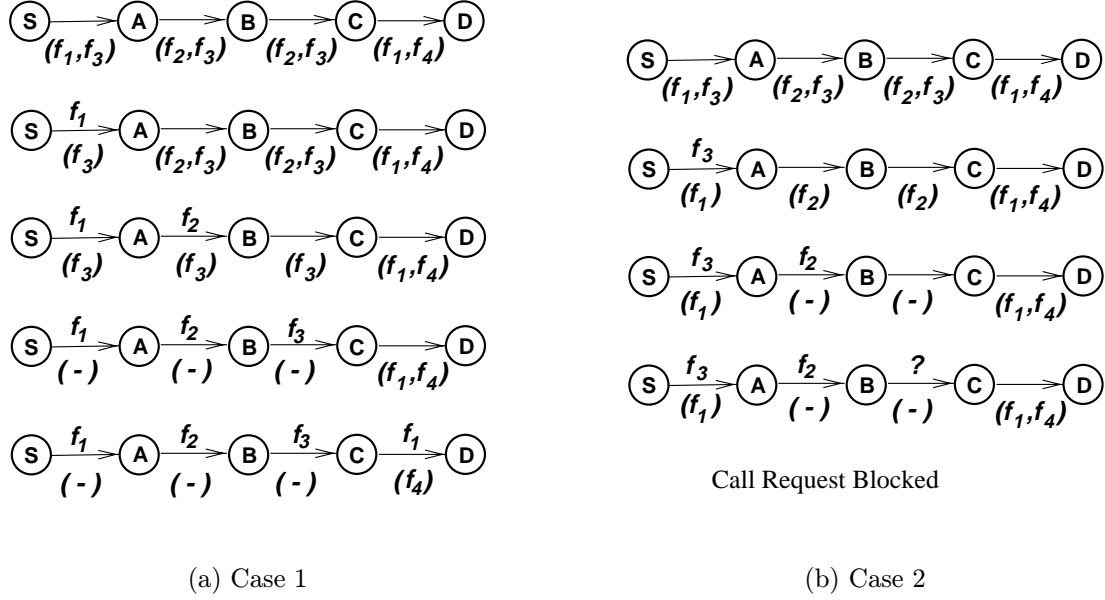 S A B C D
(f1,f3) (f2,f3) (f2,f3) (f1,f4)
f1
S A B C D
(f3) (f2,f3) (f2,f3) (f1,f4)
f1 f2
S A B C D
(f3) (f3) (f3) (f1,f4)
f1 f2 f3
S A B C D
(-) (-) (-) (f1,f4)
f1 f2 f3 f1
S A B C D
(-) (-) (-) (f4)
(a) Case 1
S A B C D
(f1,f3) (f2,f3) (f2,f3) (f1,f4)
f3
S A B C D
(f1) (f2) (f2) (f1,f4)
f3 f2
S A B C D
(f1) (-) (-) (f1,f4)
f3 f2 ?
S A B C D
(f1) (-) (-) (f1,f4)
Call Request Blocked
(b) Case 2